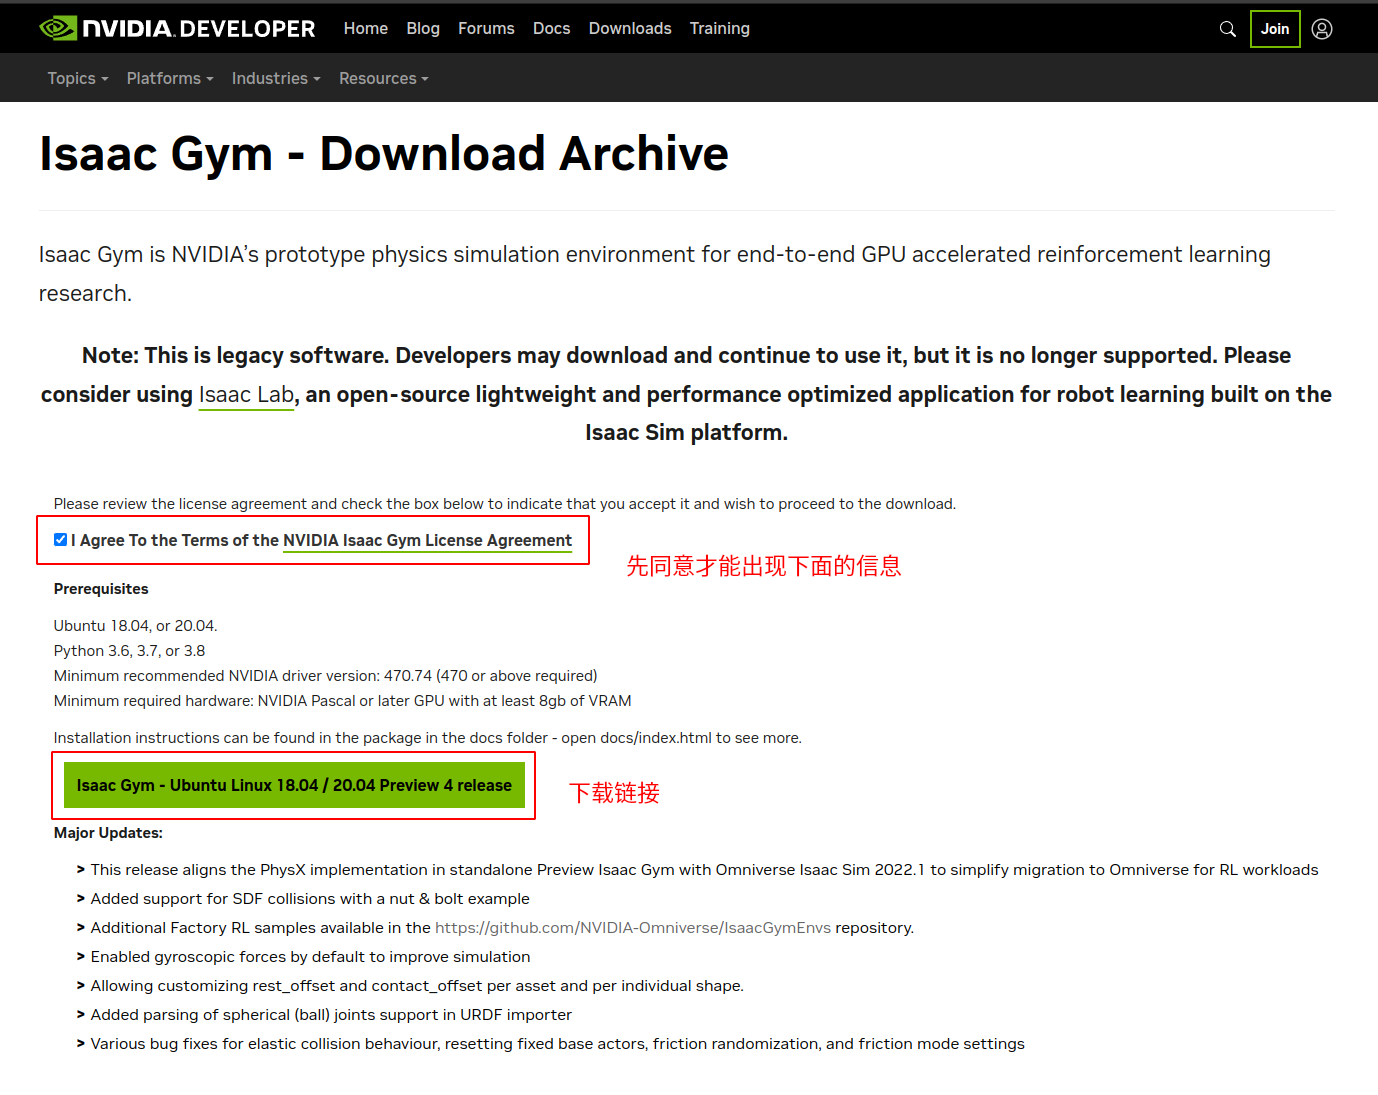 NVIDIA. DEVELOPER Home Blog Forums Docs Downloads Training Join
Topics Platforms Industries Resources
Isaac Gym - Download Archive
Isaac Gym is NVIDIA’s prototype physics simulation environment for end-to-end GPU accelerated reinforcement learning
research.
Note: This is legacy software. Developers may download and continue to use it, but it is no longer supported. Please
consider using Isaac Lab, an open-source lightweight and performance optimized application for robot learning built on the
Isaac Sim platform.
Please review the license agreement and check the box below to indicate that you accept it and wish to proceed to the download.
I Agree To the Terms of the NVIDIA Isaac Gym License Agreement
先同意才能出现下面的信息
Prerequisites
Ubuntu 18.04, or 20.04.
Python 3.6, 3.7, or 3.8
Minimum recommended NVIDIA driver version: 470.74 (470 or above required)
Minimum required hardware: NVIDIA Pascal or later GPU with at least 8gb of VRAM
Installation instructions can be found in the package in the docs folder - open docs/index.html to see more.
Isaac Gym - Ubuntu Linux 18.04 / 20.04 Preview 4 release
下载链接
Major Updates:
> This release aligns the PhysX implementation in standalone Preview Isaac Gym with Omniverse Isaac Sim 2022.1 to simplify migration to Omniverse for RL workloads
> Added support for SDF collisions with a nut & bolt example
> Additional Factory RL samples available in the https://github.com/NVIDIA-Omniverse/IsaacGymEnvs repository.
> Enabled gyroscopic forces by default to improve simulation
> Allowing customizing rest_offset and contact_offset per asset and per individual shape.
> Added parsing of spherical (ball) joints support in URDF importer
> Various bug fixes for elastic collision behaviour, resetting fixed base actors, friction randomization, and friction mode settings